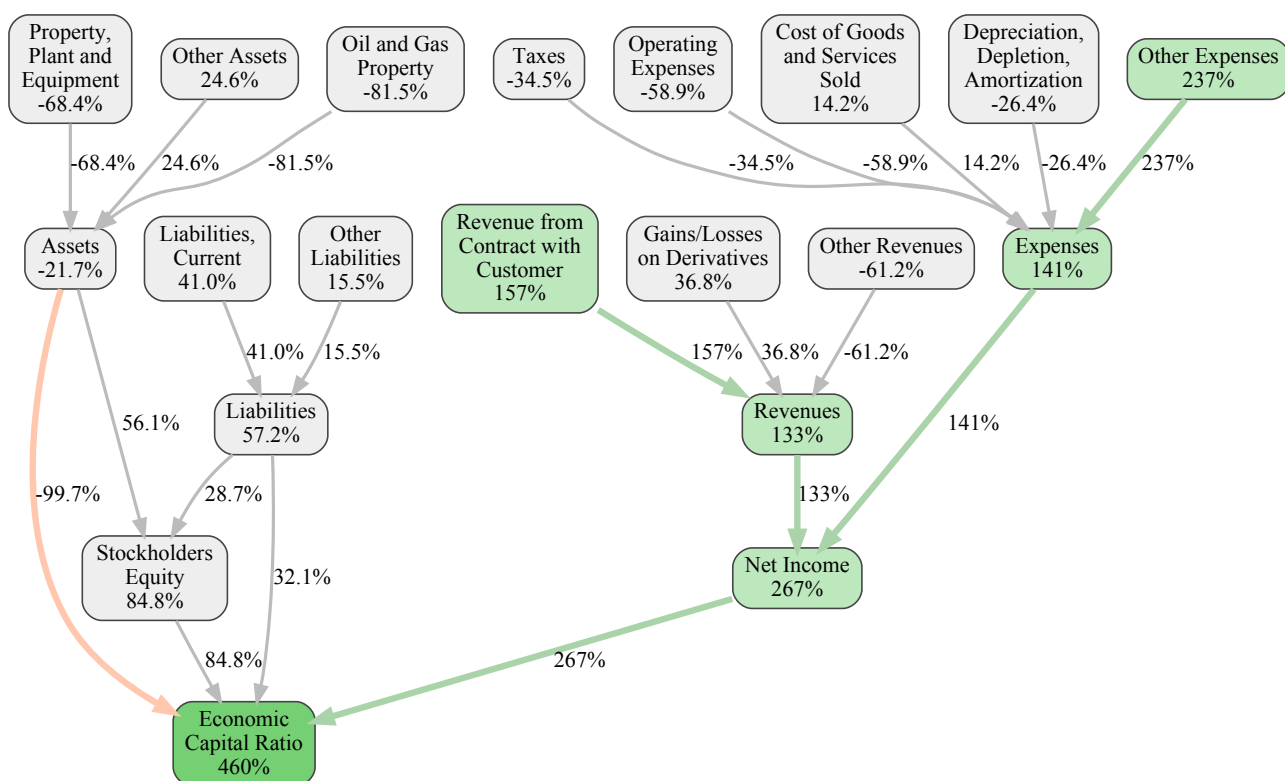 Property,
Plant and
Equipment
-68.4%
Other Assets
24.6%
Oil and Gas
Property
-81.5%
Taxes
-34.5%
Operating
Expenses
-58.9%
Cost of Goods
and Services
Sold
14.2%
Depreciation,
Depletion,
Amortization
-26.4%
Other Expenses
237%
-68.4%
24.6%
-81.5%
-34.5%
-58.9%
14.2%
-26.4%
237%
Assets
-21.7%
Liabilities,
Current
41.0%
Other
Liabilities
15.5%
Revenue from
Contract with
Customer
157%
Gains/Losses
on Derivatives
36.8%
Other Revenues
-61.2%
Expenses
141%
41.0%
15.5%
157%
36.8%
-61.2%
56.1%
Liabilities
57.2%
Revenues
133%
141%
-99.7%
28.7%
133%
Stockholders
Equity
84.8%
32.1%
Net Income
267%
84.8%
267%
Economic
Capital Ratio
460%